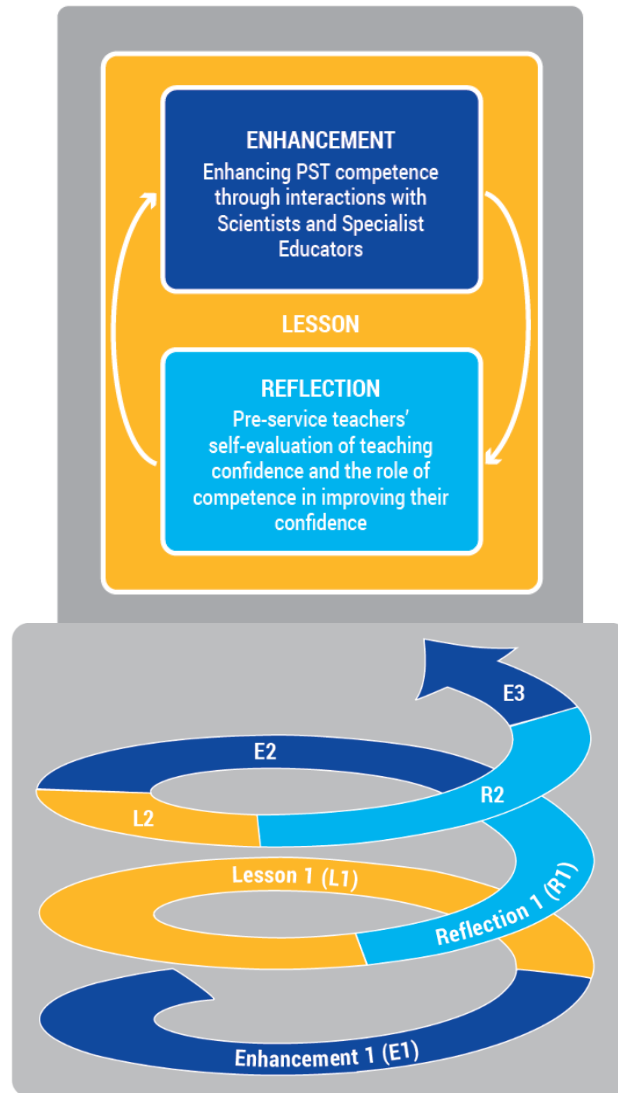 ENHANCEMENT
Enhancing PST competence
through interactions with
Scientists and Specialist
Educators
LESSON
REFLECTION
Pre-service teachers’
self-evaluation of teaching
confidence and the role of
competence in improving their
confidence
E3
E2
R2
L2
Lesson 1 (L1)
Reflection 1 (R1)
Enhancement 1 (E1)